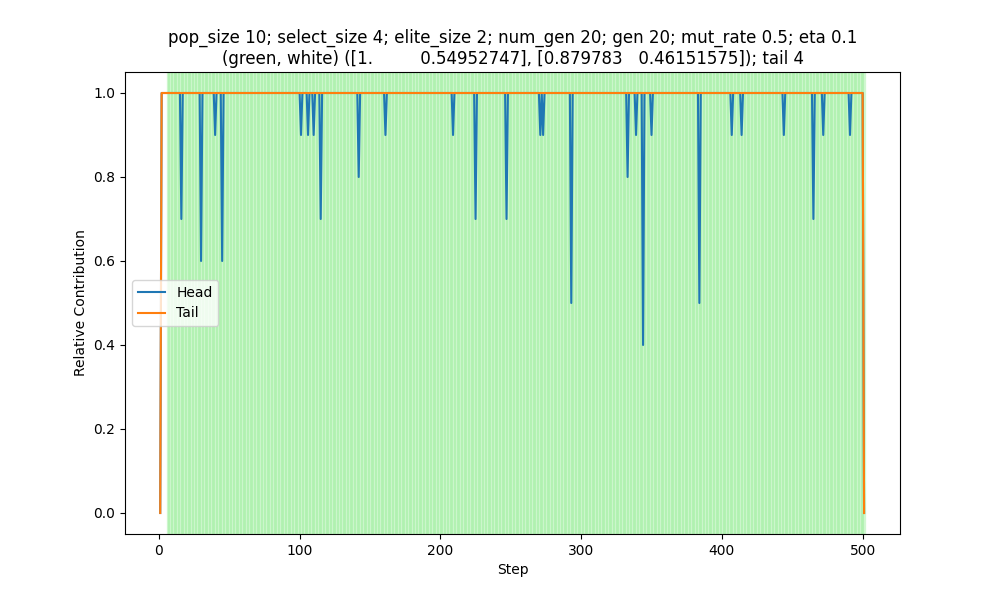 pop_size 10; select_size 4; elite_size 2; num_gen 20; gen 20; mut_rate 0.5; eta 0.1
(green, white) ([1.         0.54952747], [0.879783   0.46151575]); tail 4
1.0
0.8
0.6
0.4
0.2
0.0
Relative Contribution
Head
Tail
0
100
200
300
400
500
Step